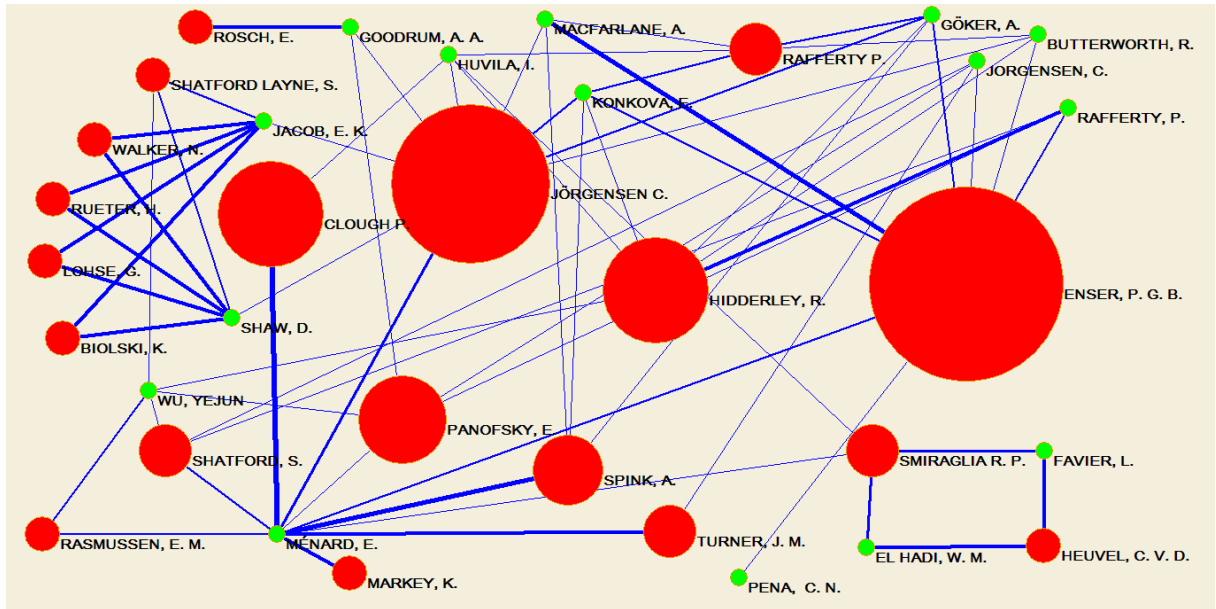 GÖKER, A.
MACFARLANE, A.
ROSCH, E.
GOODRUM, A. A.
BUTTERWORTH, R.
RAFFERTY P.
HUVILA, I.
JORGENSEN, C.
SHATFORD LAYNE, S.
KONKOVA, E.
RAFFERTY, P.
JACOB, E. K.
WALKER, N.
JÖRGENSEN C.
RUETER, H.
CLOUGH P.
LOHSE, G.
ENSER, P. G. B.
HIDDERLEY, R.
SHAW, D.
BIOLSKI, K.
WU, YEJUN
PANOFSKY, E.
SHATFORD, S.
SMIRAGLIA R. P.
FAVIER, L.
SPINK, A.
TURNER, J. M.
RASMUSSEN, E. M.
MÉNARD, E.
EL HADI, W. M.
HEUVEL, C. V. D.
MARKEY, K.
PENA, C. N.